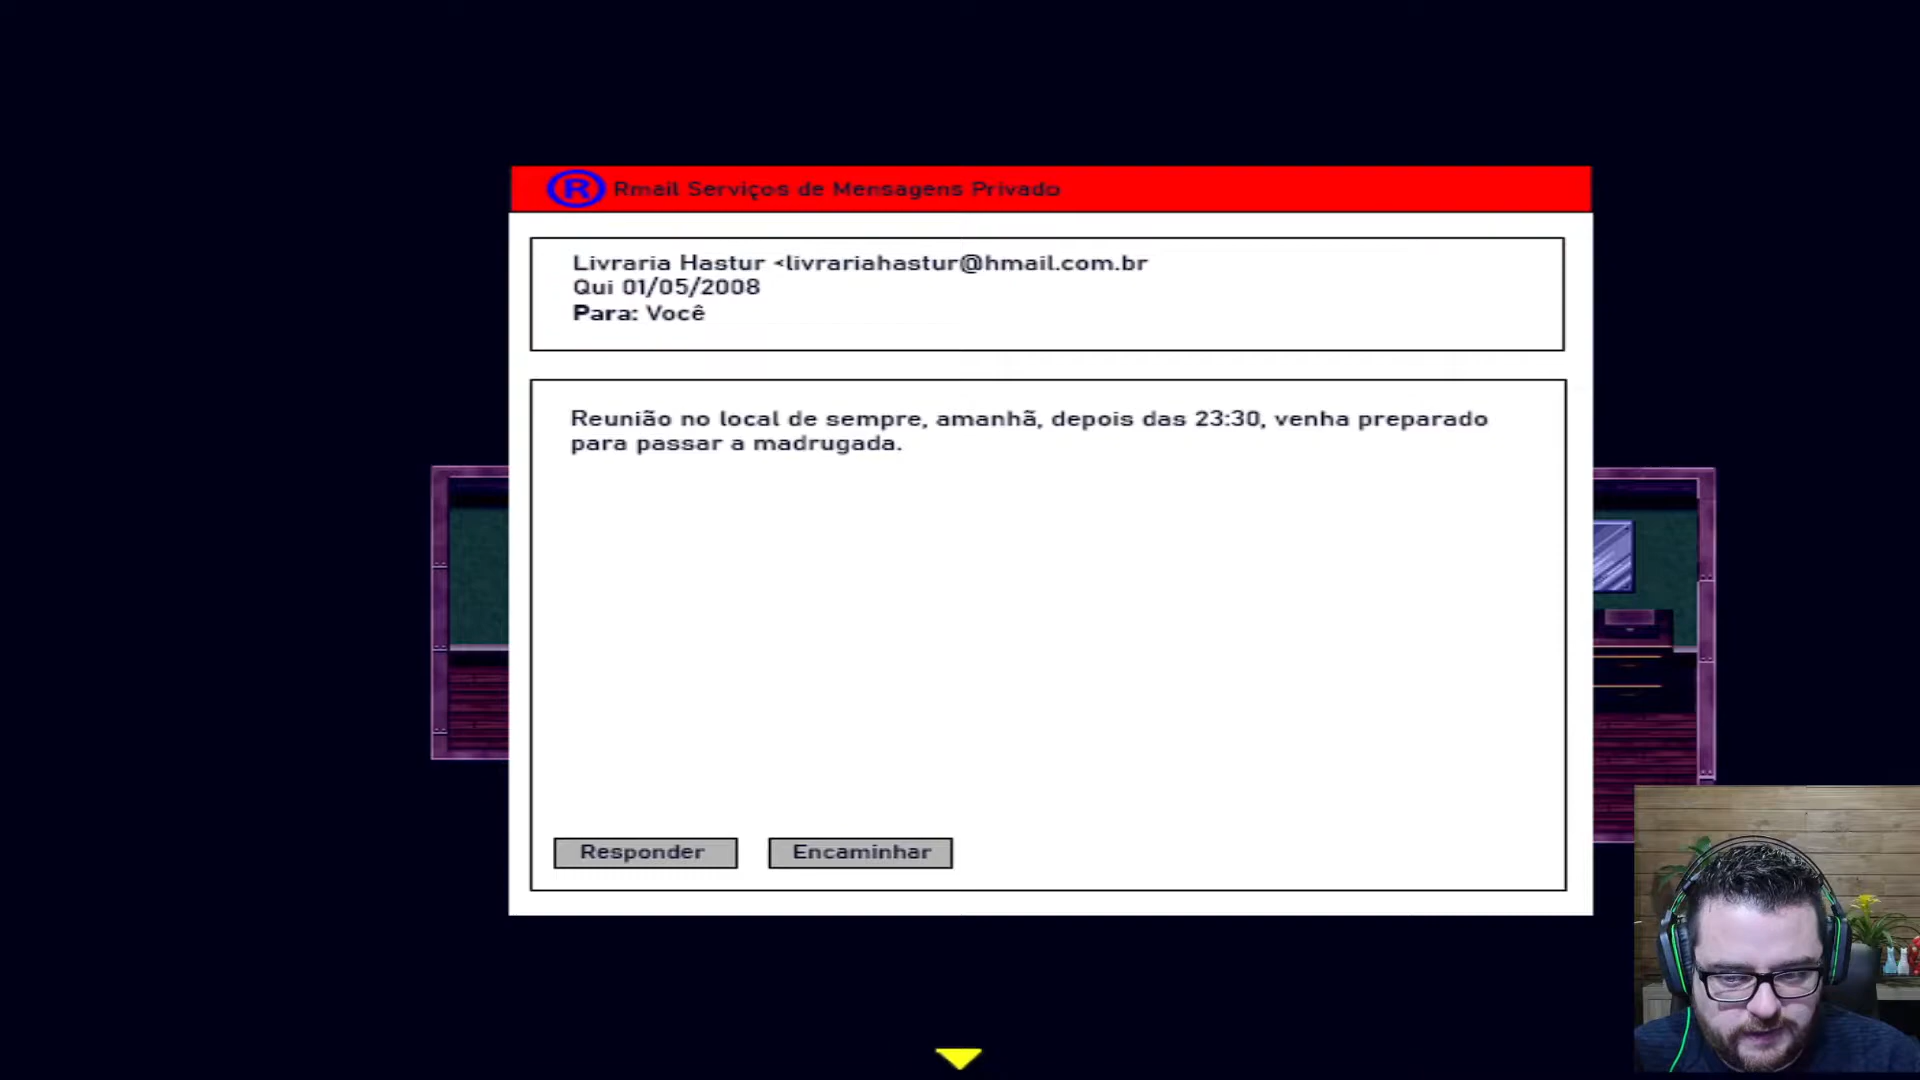 ® Rmail Serviços de Mensagens Privado
Livraria Hastur <livrariahastur@hmail.com.br
Qui 01/05/2008
Para: Você
Reunião no local de sempre, amanhã, depois das 23:30, venha preparado
para passar a madrugada.
Responder Encaminhar